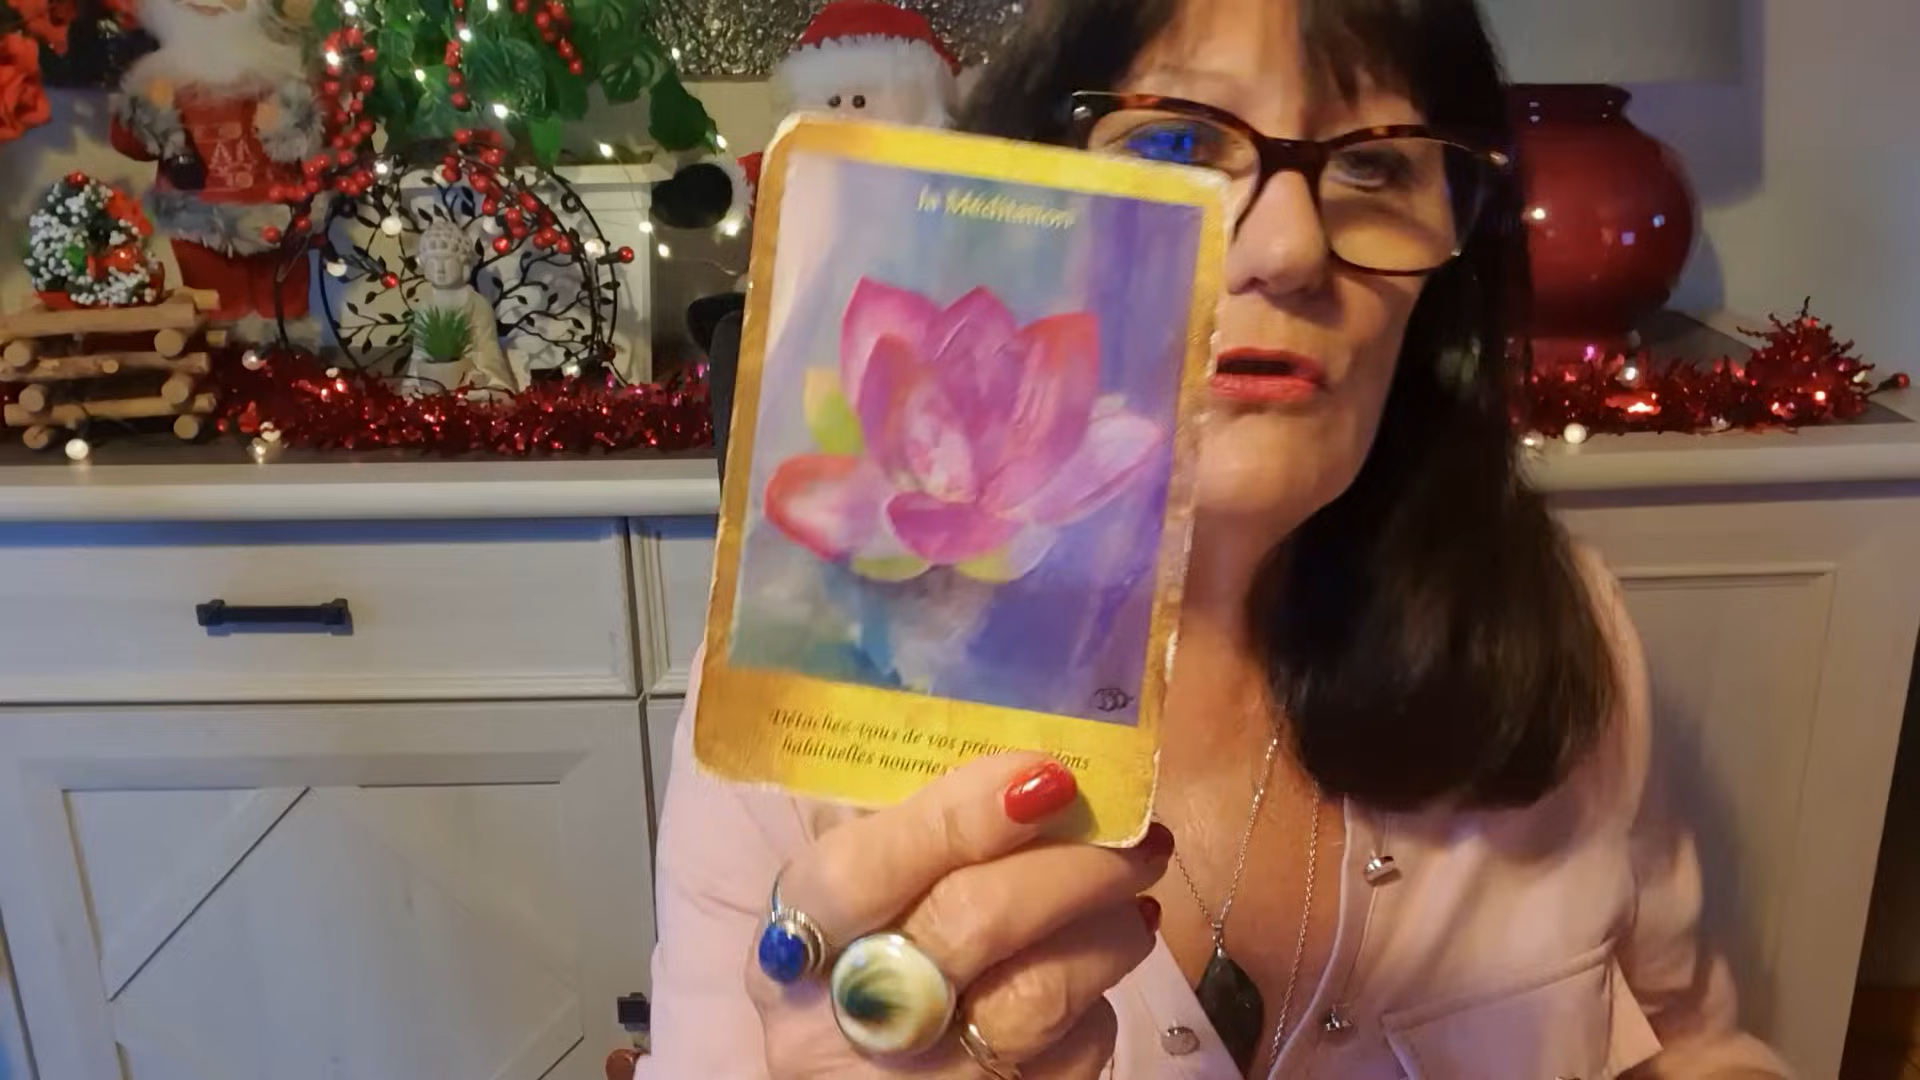 la Méditation
Détachez-vous de vos
habituelles nourries